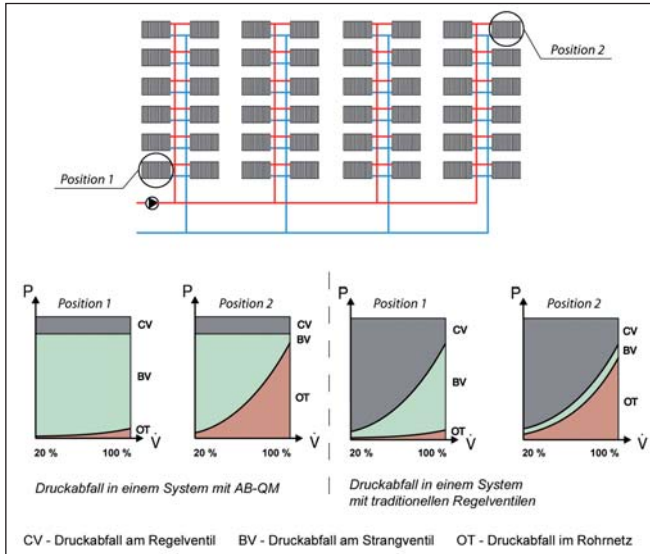 Position 2
Position 1
P Position 1
CV
BV
OT
V̇
20 % 100 %
P Position 2
CV
BV
OT
V̇
20 % 100 %
P Position 1
CV
BV
OT
V̇
20 % 100 %
P Position 2
CV
BV
OT
V̇
20 % 100 %
Druckabfall in einem System mit AB-QM
Druckabfall in einem System
mit traditionellen Regelventilen
CV - Druckabfall am Regelventil BV - Druckabfall am Strangventil OT - Druckabfall im Rohrnetz